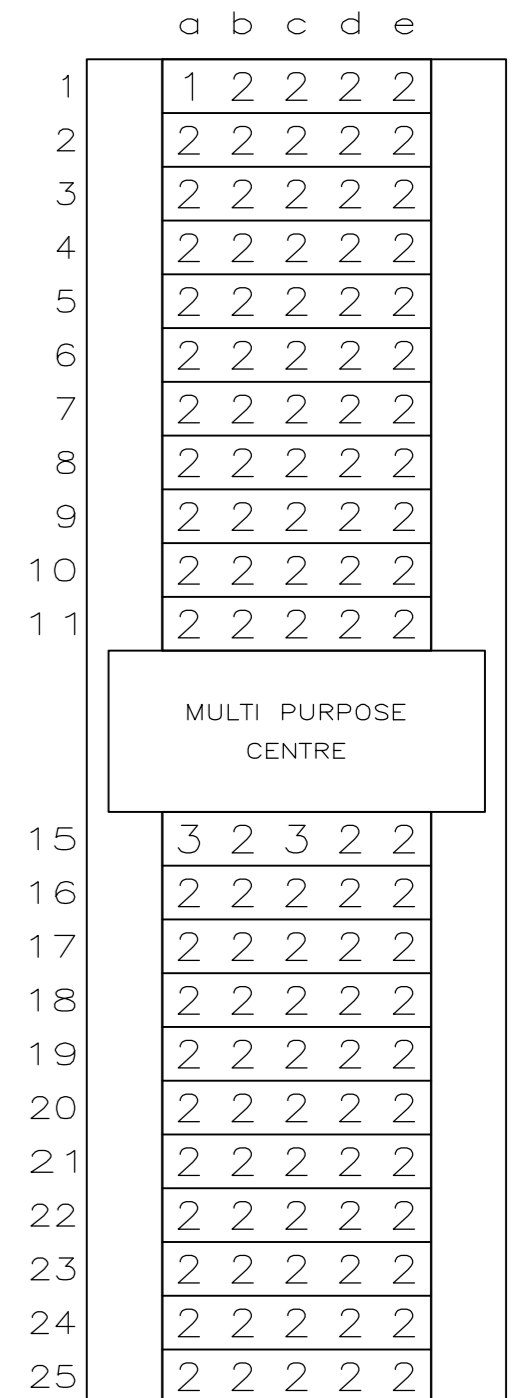 a b c d e
1 1 2 2 2 2
2 2 2 2 2 2
3 2 2 2 2 2
4 2 2 2 2 2
5 2 2 2 2 2
6 2 2 2 2 2
7 2 2 2 2 2
8 2 2 2 2 2
9 2 2 2 2 2
10 2 2 2 2 2
11 2 2 2 2 2
MULTI PURPOSE
CENTRE
15 3 2 3 2 2
16 2 2 2 2 2
17 2 2 2 2 2
18 2 2 2 2 2
19 2 2 2 2 2
20 2 2 2 2 2
21 2 2 2 2 2
22 2 2 2 2 2
23 2 2 2 2 2
24 2 2 2 2 2
25 2 2 2 2 2